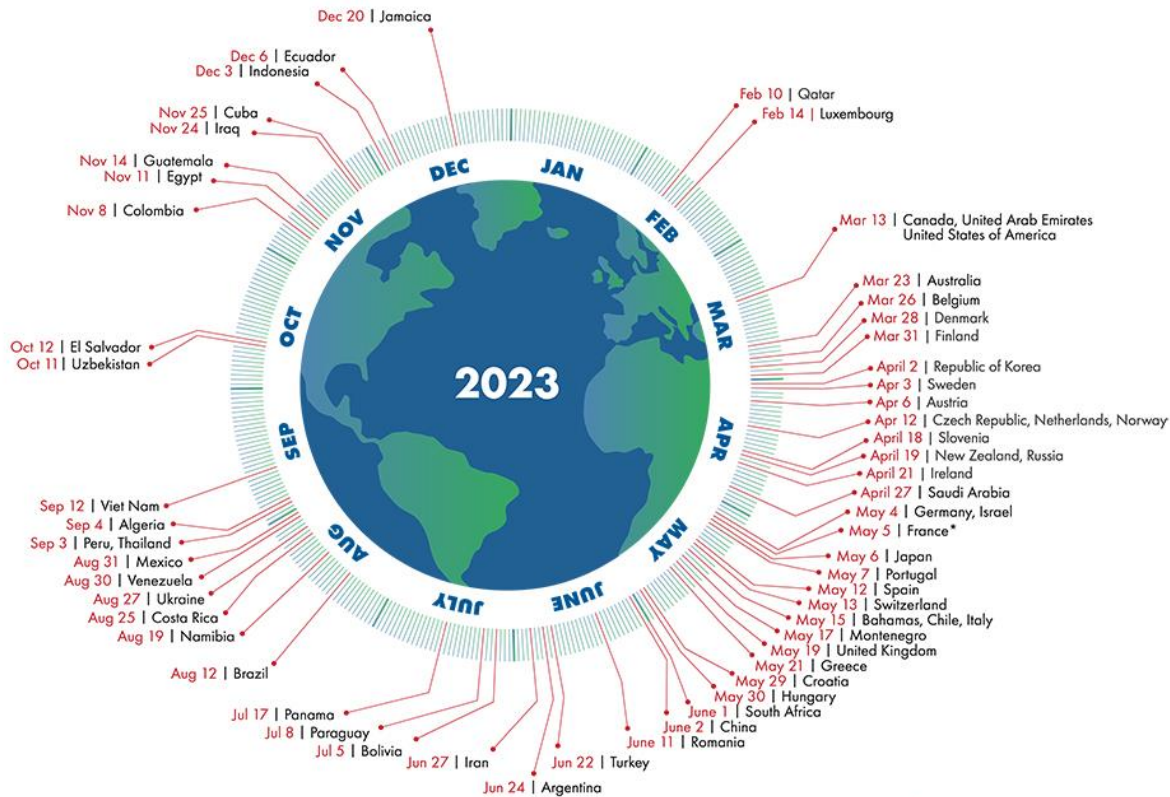 Dec 20 | Jamaica
Dec 6 | Ecuador
Dec 3 | Indonesia
Nov 25 | Cuba
Nov 24 | Iraq
Nov 14 | Guatemala
Nov 11 | Egypt
Nov 8 | Colombia
Oct 12 | El Salvador
Oct 11 | Uzbekistan
Sep 12 | Viet Nam
Sep 4 | Algeria
Sep 3 | Peru, Thailand
Aug 31 | Mexico
Aug 30 | Venezuela
Aug 27 | Ukraine
Aug 25 | Costa Rica
Aug 19 | Namibia
Aug 12 | Brazil
Jul 17 | Panama
Jul 8 | Paraguay
Jul 5 | Bolivia
Jun 27 | Iran
Jun 24 | Argentina
Jun 22 | Turkey
Feb 10 | Qatar
Feb 14 | Luxembourg
Mar 13 | Canada, United Arab Emirates
United States of America
Mar 23 | Australia
Mar 26 | Belgium
Mar 28 | Denmark
Mar 31 | Finland
April 2 | Republic of Korea
Apr 3 | Sweden
Apr 6 | Austria
Apr 12 | Czech Republic, Netherlands, Norway
April 18 | Slovenia
April 19 | New Zealand, Russia
April 21 | Ireland
April 27 | Saudi Arabia
May 4 | Germany, Israel
May 5 | France*
May 6 | Japan
May 7 | Portugal
May 12 | Spain
May 13 | Switzerland
May 15 | Bahamas, Chile, Italy
May 17 | Montenegro
May 19 | United Kingdom
May 21 | Greece
May 29 | Croatia
May 30 | Hungary
June 1 | South Africa
June 2 | China
June 11 | Romania
JAN
FEB
MAR
APR
MAY
JUNE
JULY
AUG
SEP
OCT
NOV
DEC
2023